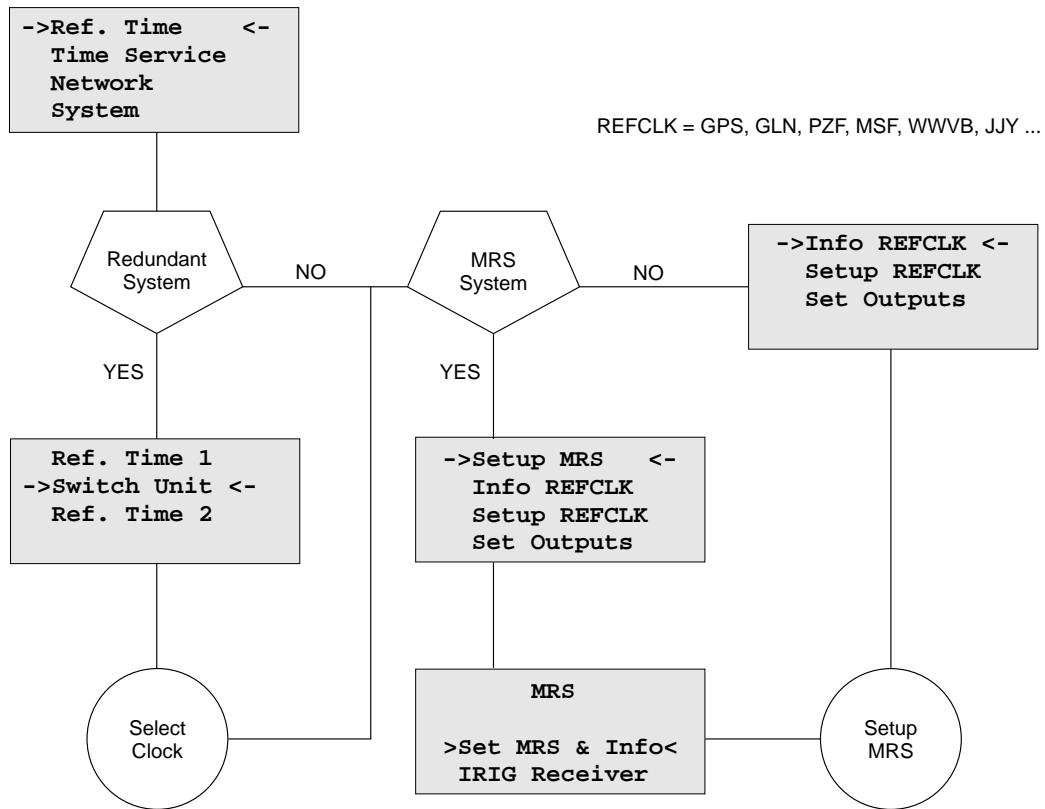 ->Ref. Time <-
Time Service
Network
System
REFCLK = GPS, GLN, PZF, MSF, WWVB, JJY ...
Redundant
System
NO
MRS
System
NO
->Info REFCLK <-
Setup REFCLK
Set Outputs
YES
YES
Ref. Time 1
->Switch Unit <-
Ref. Time 2
->Setup MRS <-
Info REFCLK
Setup REFCLK
Set Outputs
Select
Clock
MRS
>Set MRS & Info<
IRIG Receiver
Setup
MRS